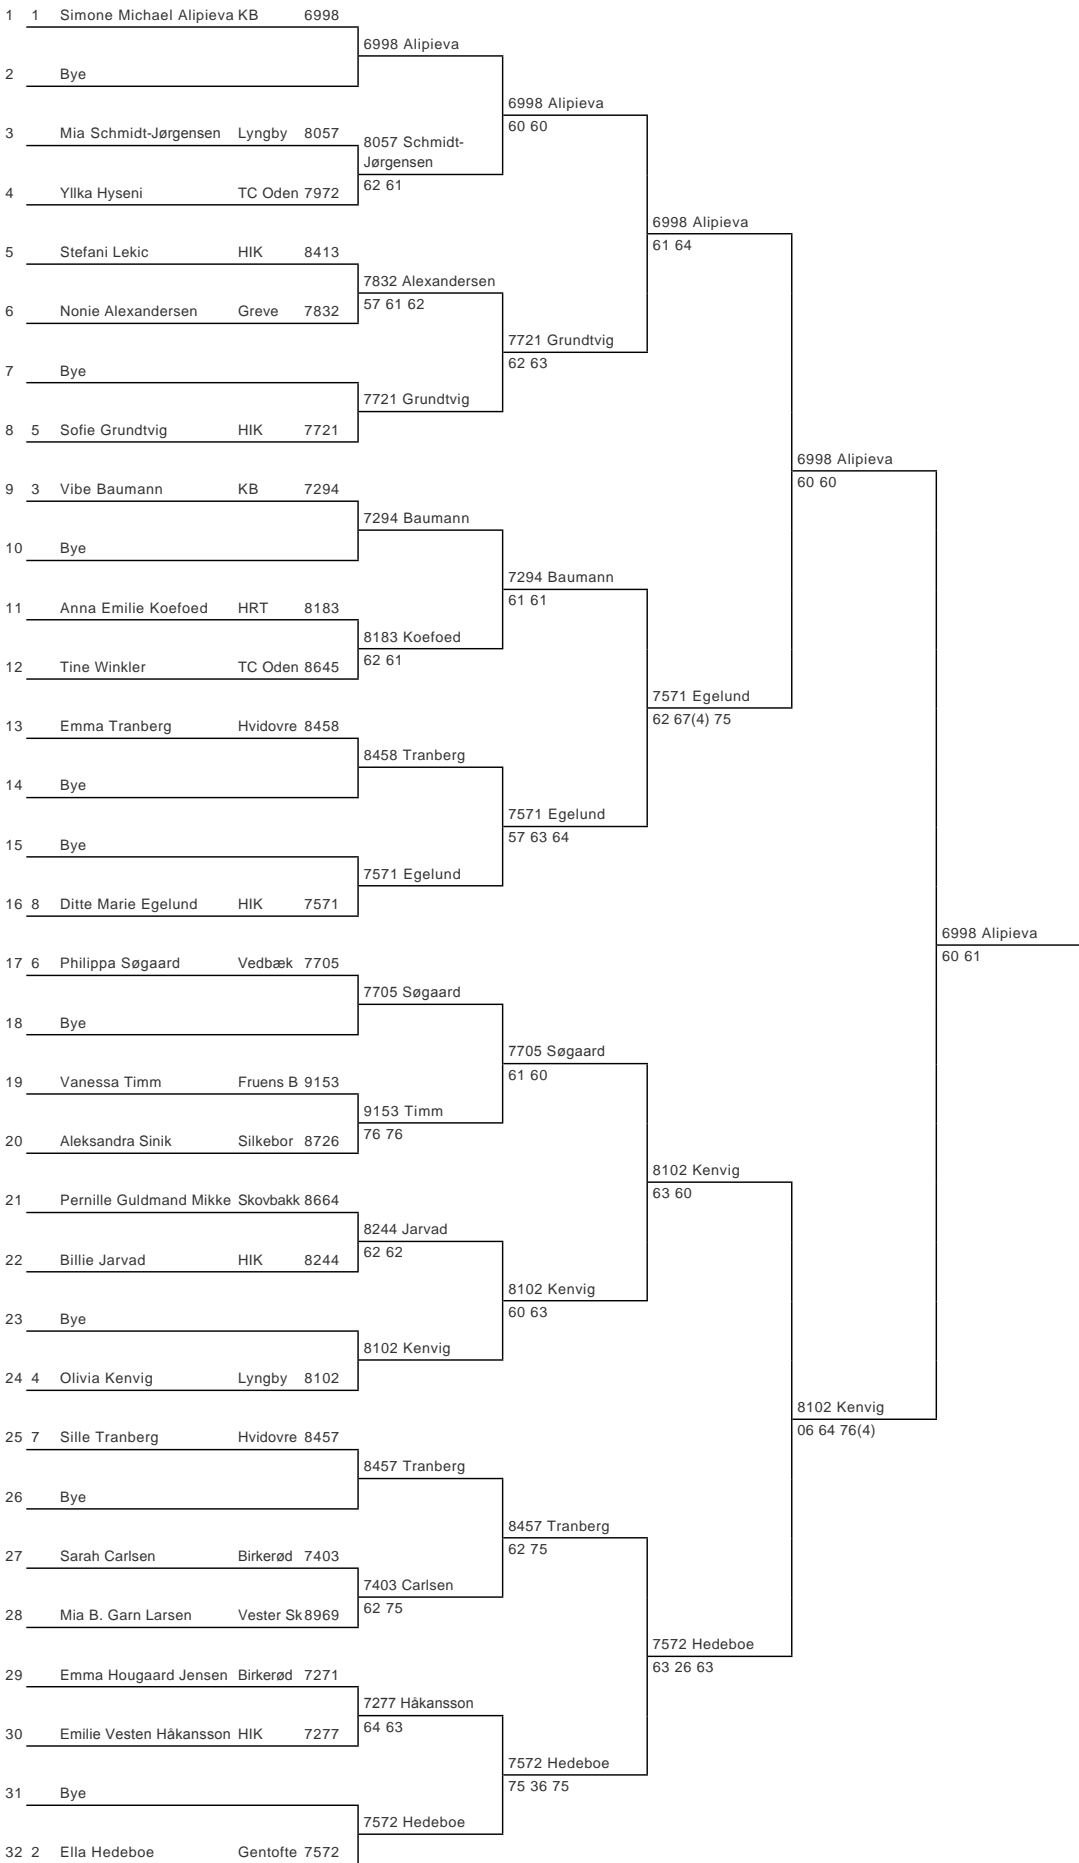 1 1 Simone Michael Alipieva KB 6998
6998 Alipieva
2 Bye
6998 Alipieva
60 60
3 Mia Schmidt-Jørgensen Lyngby 8057
8057 Schmidt-
Jørgensen
62 61
4 Yllka Hyseni TC Oden 7972
6998 Alipieva
61 64
5 Stefani Lekic HIK 8413
7832 Alexandersen
57 61 62
6 Nonie Alexandersen Greve 7832
7721 Grundtvig
62 63
7 Bye
7721 Grundtvig
8 5 Sofie Grundtvig HIK 7721
6998 Alipieva
60 60
9 3 Vibe Baumann KB 7294
7294 Baumann
10 Bye
7294 Baumann
61 61
11 Anna Emilie Koefoed HRT 8183
8183 Koefoed
62 61
12 Tine Winkler TC Oden 8645
7571 Egelund
62 67(4) 75
13 Emma Tranberg Hvidovre 8458
8458 Tranberg
14 Bye
7571 Egelund
57 63 64
15 Bye
7571 Egelund
16 8 Ditte Marie Egelund HIK 7571
6998 Alipieva
60 61
17 6 Philippa Søgaard Vedbæk 7705
7705 Søgaard
18 Bye
7705 Søgaard
61 60
19 Vanessa Timm Fruens B 9153
9153 Timm
76 76
20 Aleksandra Sinik Silkebor 8726
8102 Kenvig
63 60
21 Pernille Guldmand Mikke Skovbakk 8664
8244 Jarvad
62 62
22 Billie Jarvad HIK 8244
8102 Kenvig
60 63
23 Bye
8102 Kenvig
24 4 Olivia Kenvig Lyngby 8102
8102 Kenvig
06 64 76(4)
25 7 Sille Tranberg Hvidovre 8457
8457 Tranberg
26 Bye
8457 Tranberg
62 75
27 Sarah Carlsen Birkerød 7403
7403 Carlsen
62 75
28 Mia B. Garn Larsen Vester Sk 8969
7572 Hedeboe
63 26 63
29 Emma Hougaard Jensen Birkerød 7271
7277 Håkansson
64 63
30 Emilie Vesten Håkansson HIK 7277
7572 Hedeboe
75 36 75
31 Bye
7572 Hedeboe
32 2 Ella Hedeboe Gentofte 7572